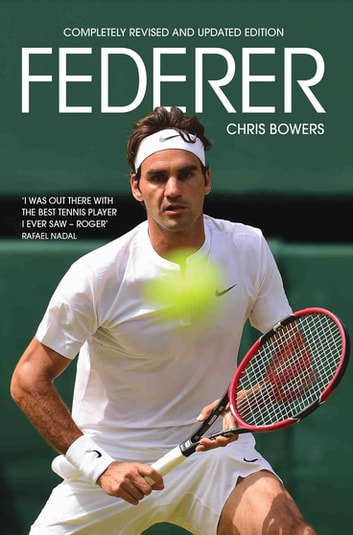 COMPLETELY REVISED AND UPDATED EDITION
FEDERER
CHRIS BOWERS
‘I WAS OUT THERE WITH
THE BEST TENNIS PLAYER
I EVER SAW – ROGER’
RAFAEL NADAL